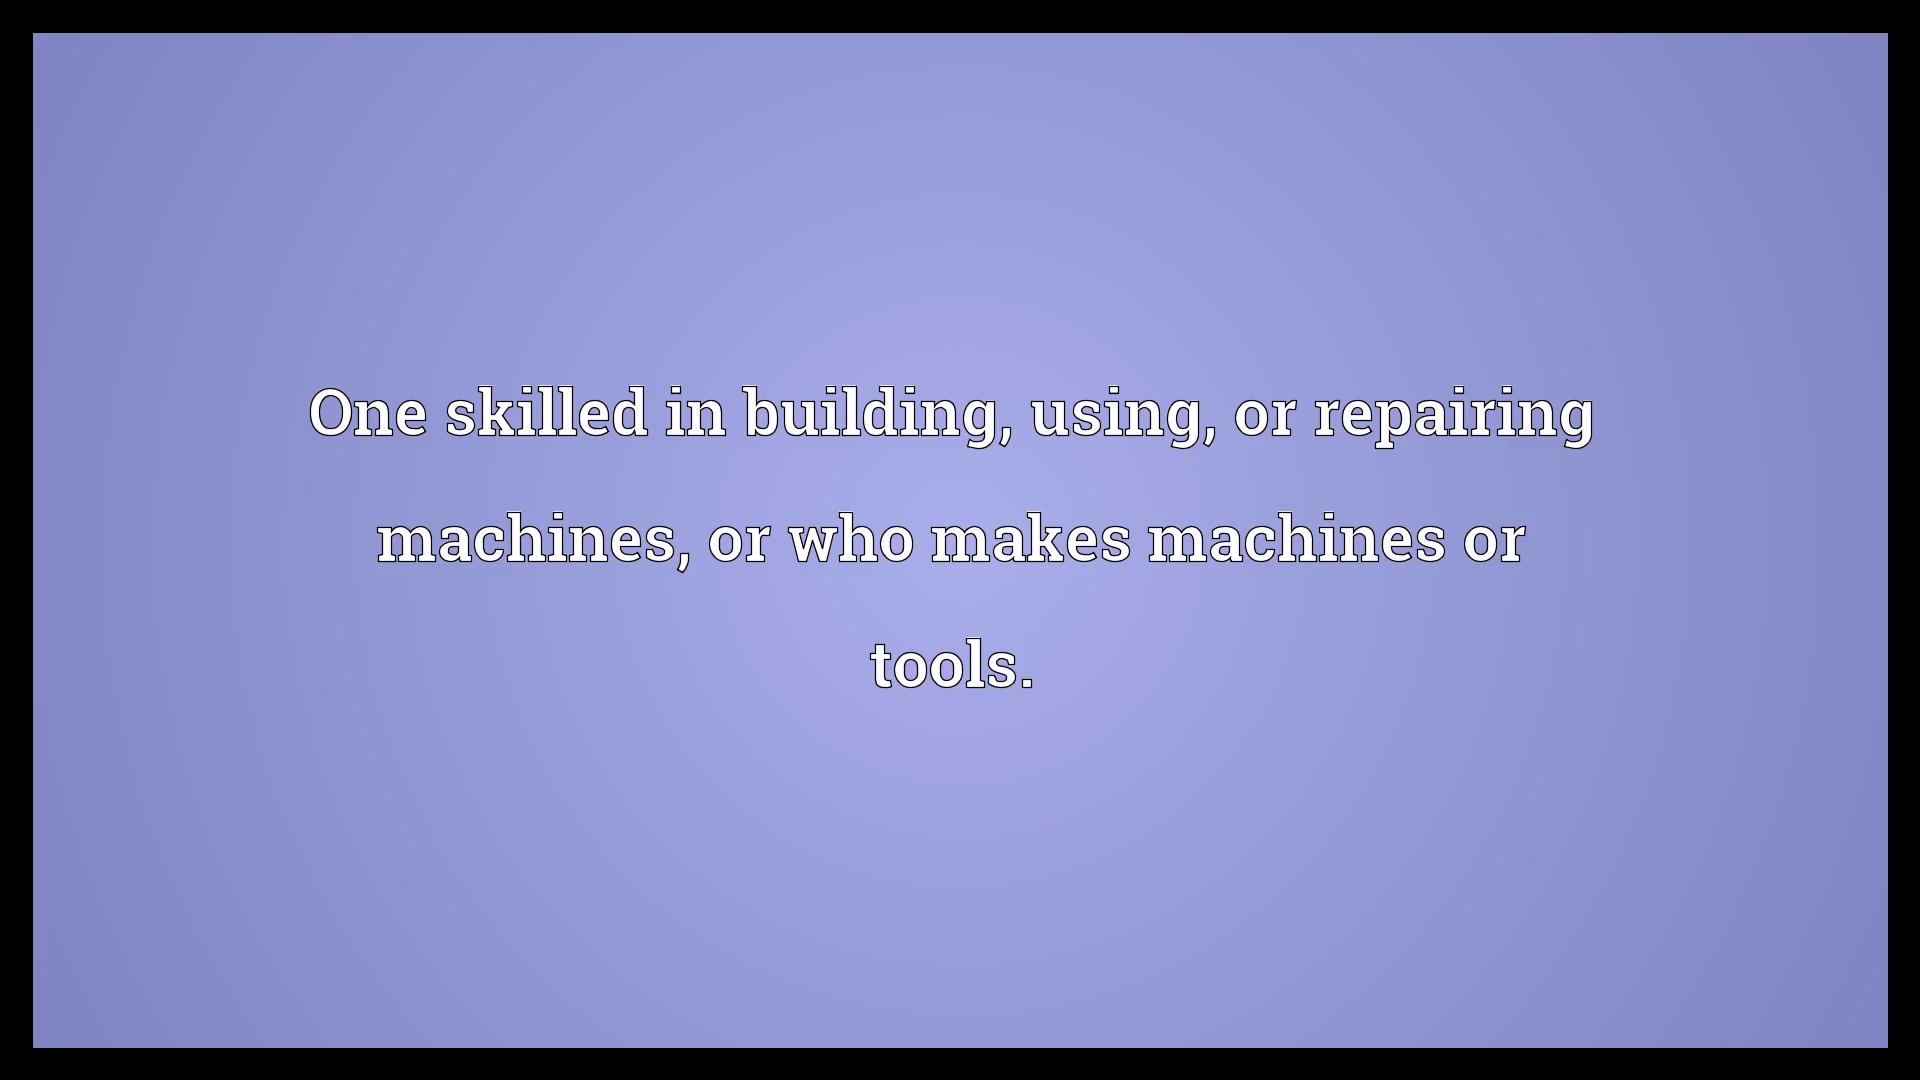 One skilled in building, using, or repairing
machines, or who makes machines or
tools.